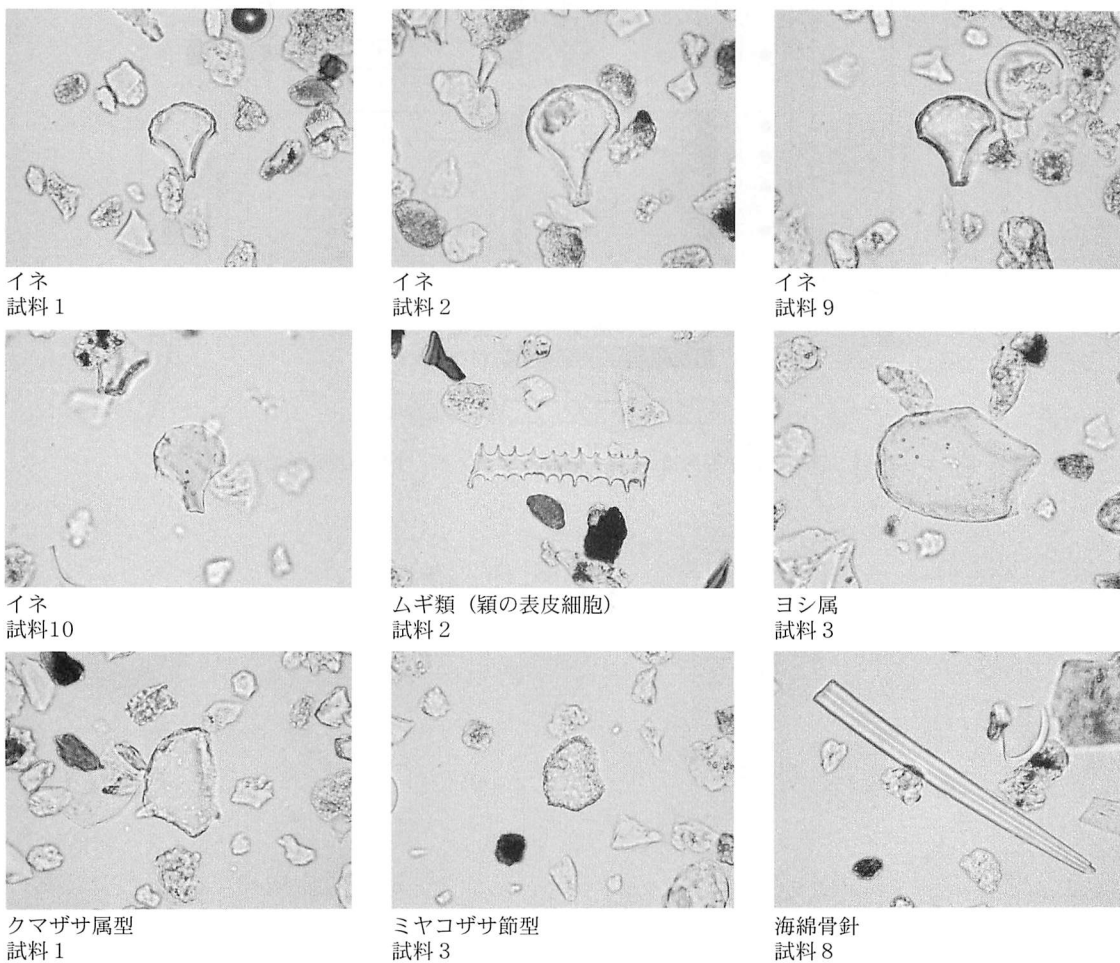 イネ
試料1
イネ
試料2
イネ
試料9
イネ
試料10
ムギ類（穎の表皮細胞）
試料2
ヨシ属
試料3
クマザサ属型
試料1
ミヤコザサ節型
試料3
海綿骨針
試料8